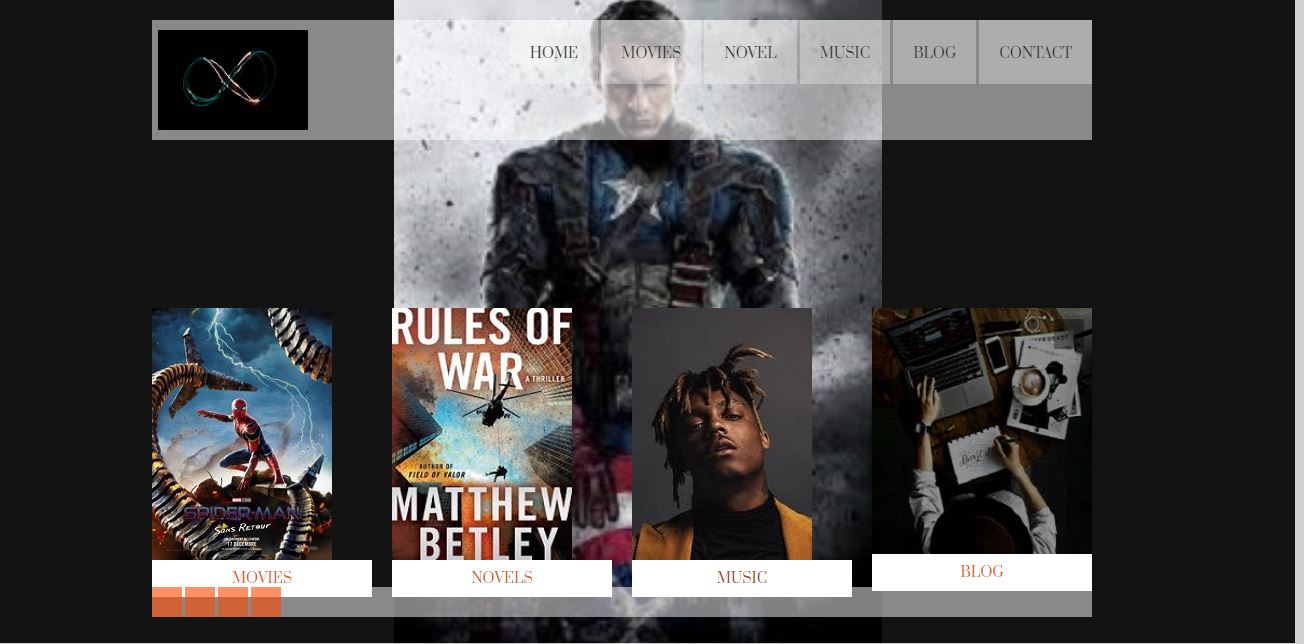 HOME MOVIES NOVEL MUSIC BLOG CONTACT
RULES OF
WAR
A THRILLER
AUTHOR OF
FIELD OF VALOR
MATTHEW
BETLEY
SPIDER-MAN
SANS RETOUR
17 DÉCEMBRE
MOVIES
NOVELS
MUSIC
BLOG